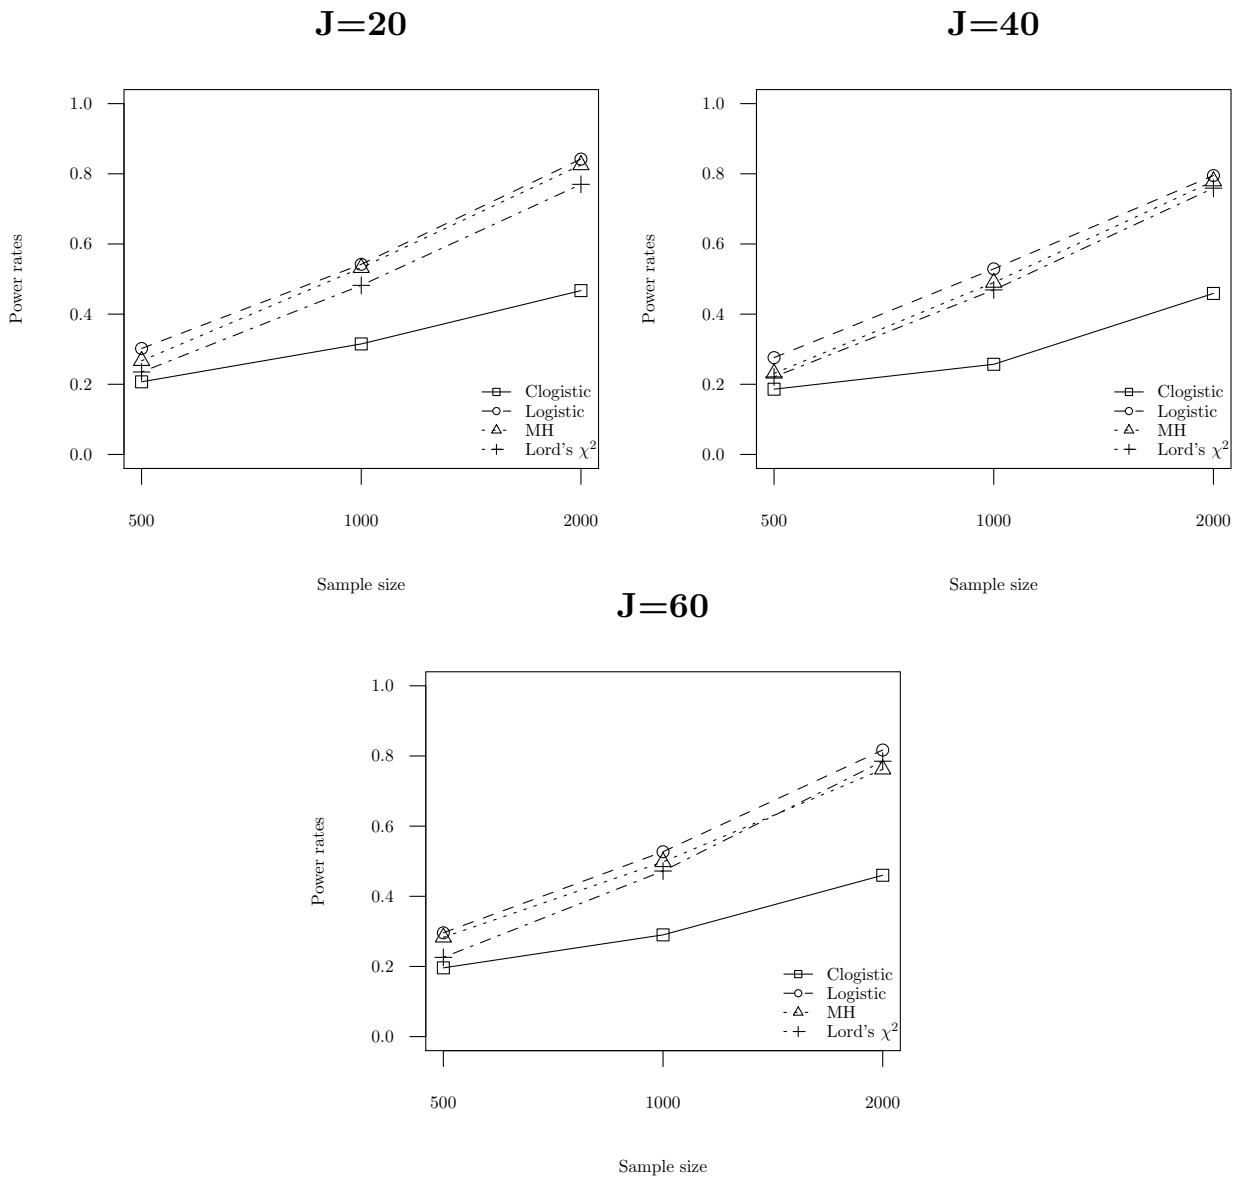 J=20
Power rates
1.0
0.8
0.6
0.4
0.2
0.0
Clogistic
Logistic
MH
Lord's χ²
500 1000 2000
Sample size
J=40
Power rates
1.0
0.8
0.6
0.4
0.2
0.0
Clogistic
Logistic
MH
Lord's χ²
500 1000 2000
Sample size
J=60
Power rates
1.0
0.8
0.6
0.4
0.2
0.0
Clogistic
Logistic
MH
Lord's χ²
500 1000 2000
Sample size